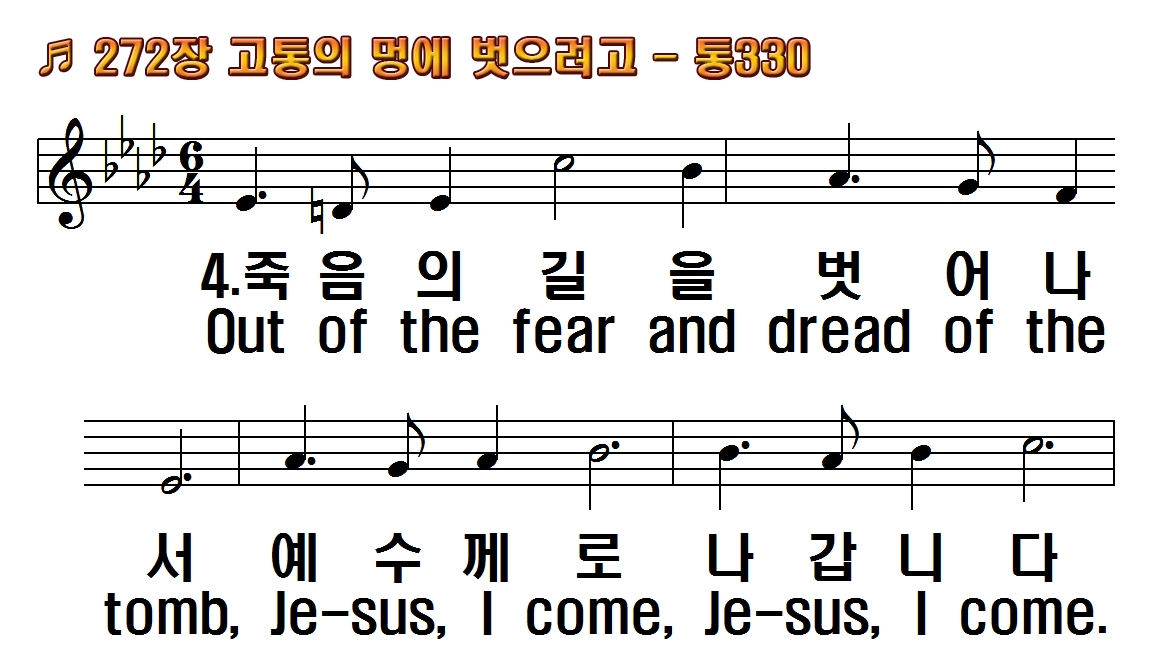 ♬ 272장 고통의 멍에 벗으려고 - 통330
6
4
4.죽 음 의 길 을 벗 어 나
Out of the fear and dread of the
서 예 수 께 로 나 갑 니 다
tomb, Je-sus, I come, Je-sus, I come.